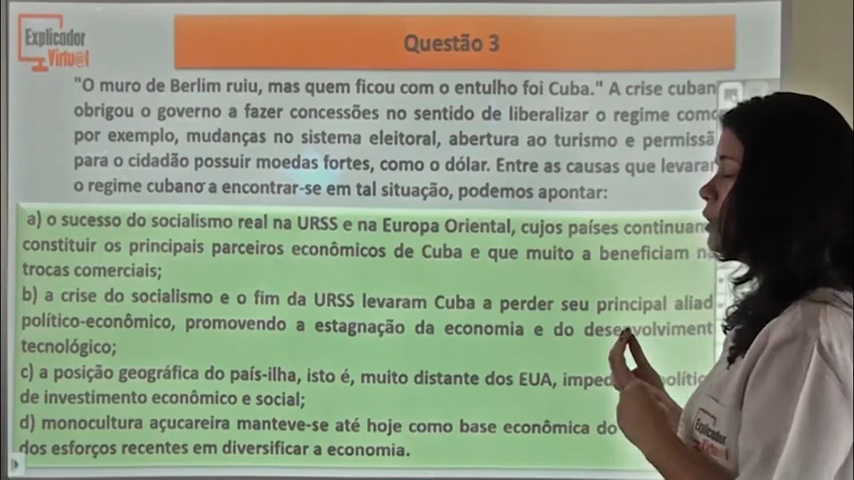 Explicador
Virtu@l
Questão 3
"O muro de Berlim ruiu, mas quem ficou com o entulho foi Cuba." A crise cuban
obrigou o governo a fazer concessões no sentido de liberalizar o regime como
por exemplo, mudanças no sistema eleitoral, abertura ao turismo e permissã
para o cidadão possuir moedas fortes, como o dólar. Entre as causas que levara
o regime cubano a encontrar-se em tal situação, podemos apontar:
a) o sucesso do socialismo real na URSS e na Europa Oriental, cujos países continuam
constituir os principais parceiros econômicos de Cuba e que muito a beneficiam n
trocas comerciais;
b) a crise do socialismo e o fim da URSS levaram Cuba a perder seu principal aliad
político-econômico, promovendo a estagnação da economia e do desenvolviment
tecnológico;
c) a posição geográfica do país-ilha, isto é, muito distante dos EUA, imped polític
de investimento econômico e social;
d) a monocultura açucareira manteve-se até hoje como base econômica do
dos esforços recentes em diversificar a economia.
Explicador